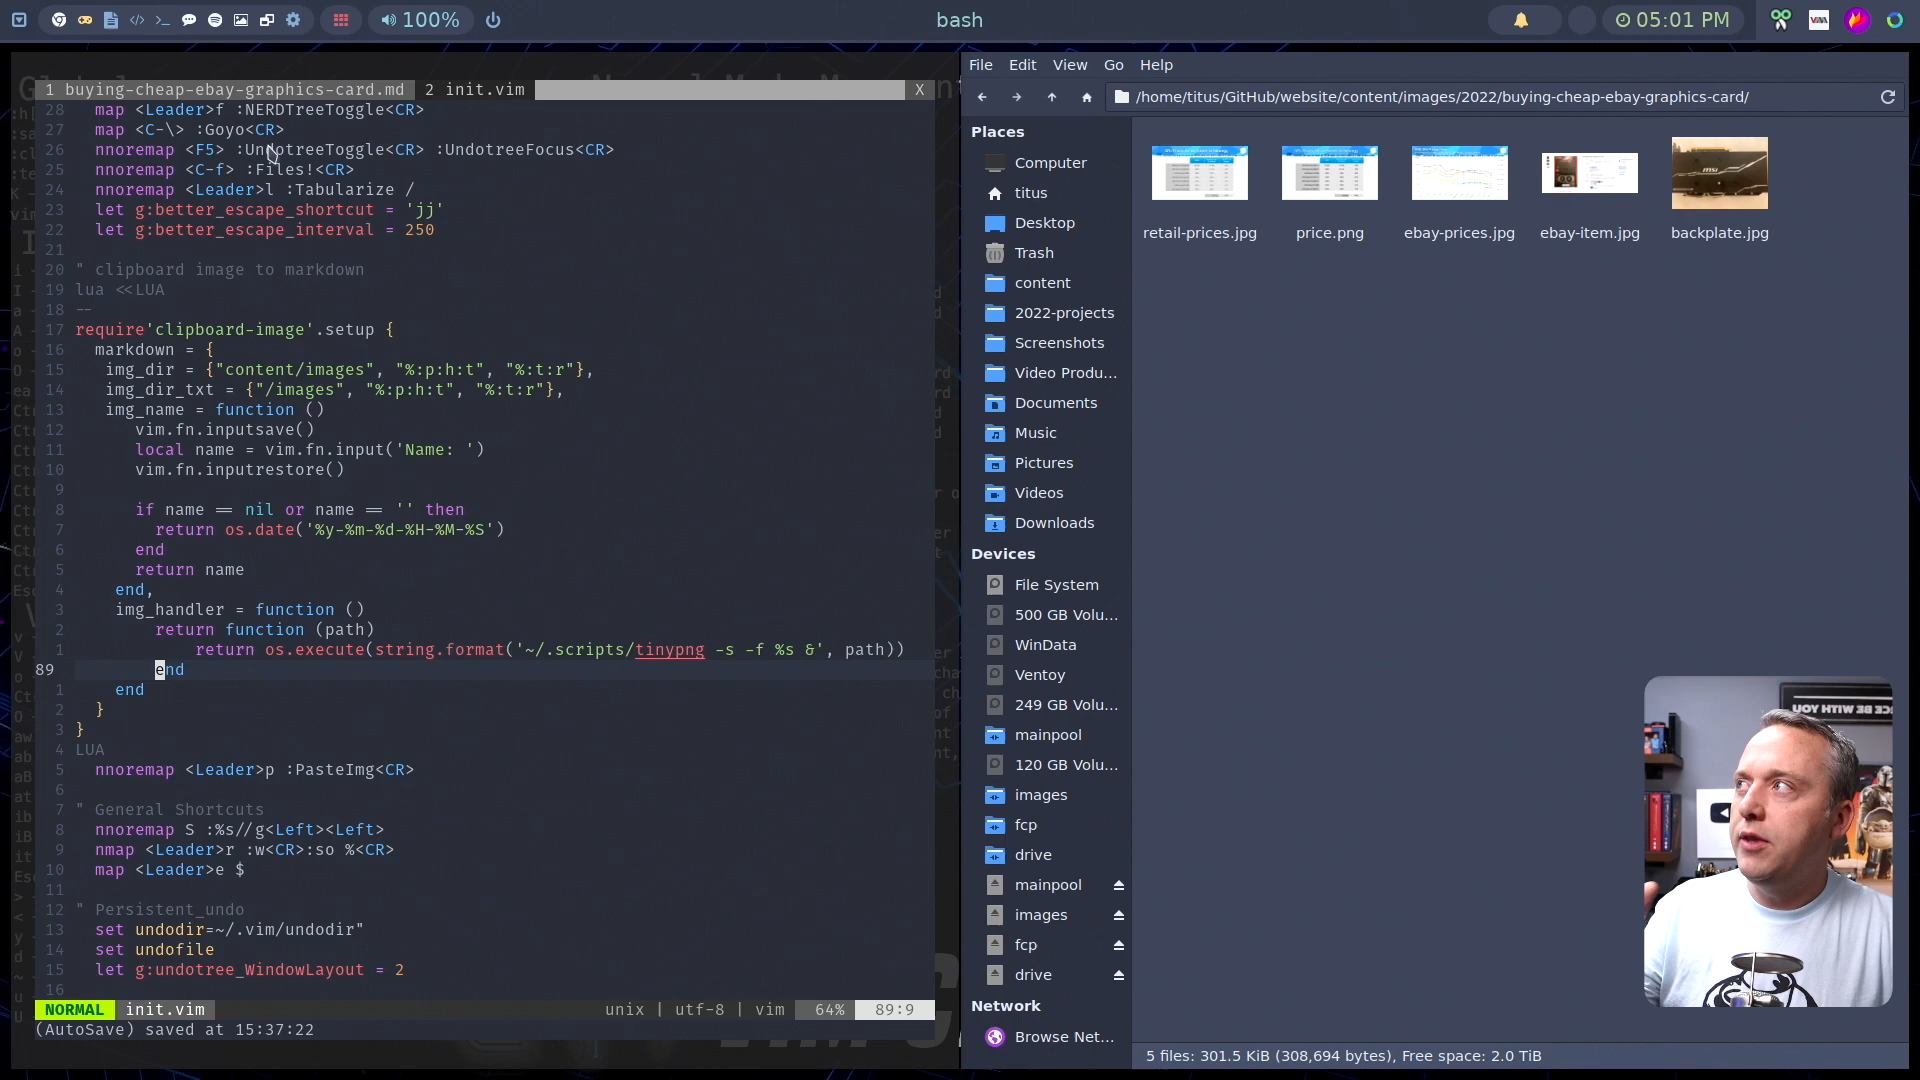 100%
bash
05:01 PM
1 buying-cheap-ebay-graphics-card.md 2 init.vim X
28 map <Leader>f :NERDTreeToggle<CR>
27 map <C-\> :Goyo<CR>
26 nnoremap <F5> :UndotreeToggle<CR> :UndotreeFocus<CR>
25 nnoremap <C-f> :Files!<CR>
24 nnoremap <Leader>l :Tabularize /
23 let g:better_escape_shortcut = 'jj'
22 let g:better_escape_interval = 250
21
20 " clipboard image to markdown
19 lua <<LUA
18 --
17 require'clipboard-image'.setup {
16 markdown = {
15 img_dir = {"content/images", "%:p:h:t", "%:t:r"},
14 img_dir_txt = {"/images", "%:p:h:t", "%:t:r"},
13 img_name = function ()
12 vim.fn.inputsave()
11 local name = vim.fn.input('Name: ')
10 vim.fn.inputrestore()
9
8 if name == nil or name == '' then
7 return os.date('%y-%m-%d-%H-%M-%S')
6 end
5 return name
4 end,
3 img_handler = function ()
2 return function (path)
1 return os.execute(string.format('~/.scripts/tinypng -s -f %s &', path))
89 end
1 end
2 }
3 }
4 LUA
5 nnoremap <Leader>p :PasteImg<CR>
6
7 " General Shortcuts
8 nnoremap S :%s//g<Left><Left>
9 nmap <Leader>r :w<CR>:so %<CR>
10 map <Leader>e $
11
12 " Persistent_undo
13 set undodir=~/.vim/undodir"
14 set undofile
15 let g:undotree_WindowLayout = 2
16
NORMAL init.vim unix | utf-8 | vim 64% 89:9
(AutoSave) saved at 15:37:22
File Edit View Go Help
/home/titus/GitHub/website/content/images/2022/buying-cheap-ebay-graphics-card/
Places
Computer
titus
Desktop
Trash
content
2022-projects
Screenshots
Video Produ...
Documents
Music
Pictures
Videos
Downloads
Devices
File System
500 GB Volu...
WinData
Ventoy
249 GB Volu...
mainpool
120 GB Volu...
images
fcp
drive
mainpool
images
fcp
drive
Network
Browse Net...
retail-prices.jpg
price.png
ebay-prices.jpg
ebay-item.jpg
backplate.jpg
5 files: 301.5 KiB (308,694 bytes), Free space: 2.0 TiB